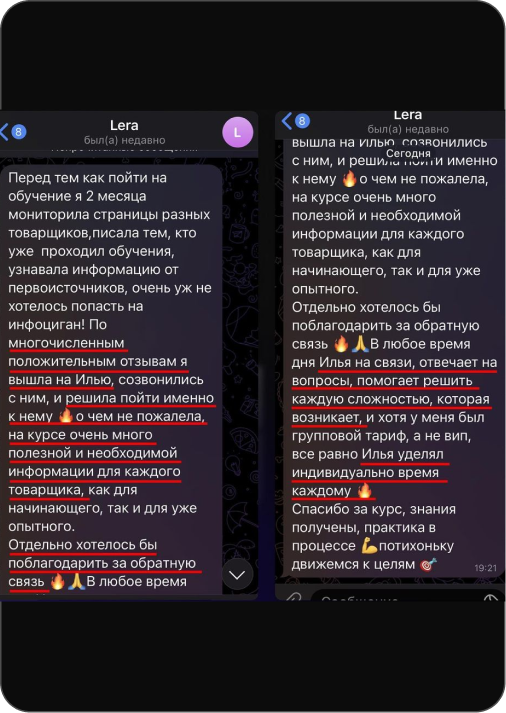 8
Lera
был(а) недавно
L
Перед тем как пойти на
обучение я 2 месяца
мониторила страницы разных
товарищиков,писала тем, кто
уже проходил обучения,
узнавала информацию от
первоисточников, очень уж не
хотелось попасть на
инфоциган! По
многочисленным
положительным отзывам я
вышла на Илью, созвонились
с ним, и решила пойти именно
к нему 🔥о чем не пожалела,
на курсе очень много
полезной и необходимой
информации для каждого
товарщика, как для
начинающего, так и для уже
опытного.
Отдельно хотелось бы
поблагодарить за обратную
связь 🔥🙏В любое время
8
Lera
был(а) недавно
вышла на Илью, созвонились
Сегодня
с ним, и решила пойти именно
к нему 🔥о чем не пожалела,
на курсе очень много
полезной и необходимой
информации для каждого
товарщика, как для
начинающего, так и для уже
опытного.
Отдельно хотелось бы
поблагодарить за обратную
связь 🔥🙏В любое время
дня Илья на связи, отвечает на
вопросы, помогает решить
каждую сложностью, которая
возникает, и хотя у меня был
групповой тариф, а не вип,
все равно Илья уделял
индивидуально время
каждому 🔥
Спасибо за курс, знания
получены, практика в
процессе 💪потихоньку
движемся к целям 🎯
19:21